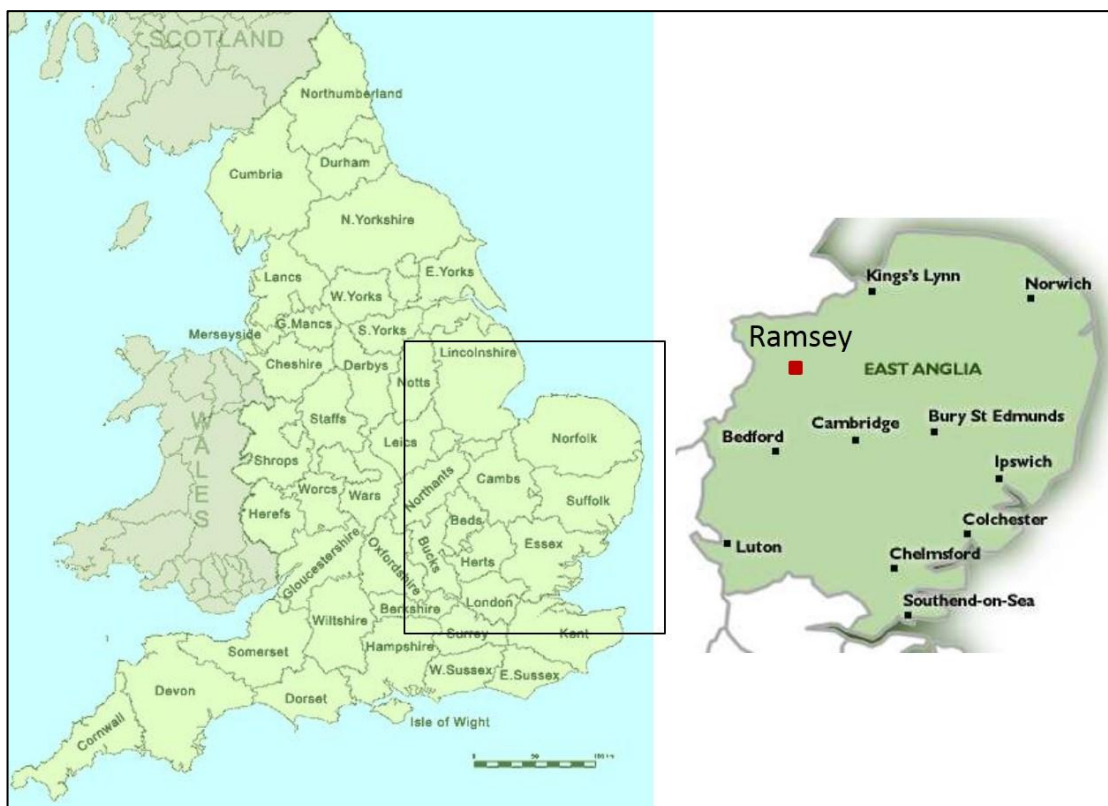 SCOTLAND
Northumberland
Durham
Cumbria
N.Yorkshire
Lancs
E.Yorks
W.Yorks
G.Mancs
S.Yorks
Merseyside
Lincolnshire
Cheshire
Derbys
Notts
WALES
Staffs
Norfolk
Leics
Shrops
Northants
Cambs
Worcs
Wars
Suffolk
Herefs
Beds
Bucks
Essex
Gloucestershire
Oxfordshire
Herts
London
Berkshire
Wiltshire
Surrey
Kent
Hampshire
Somerset
W.Sussex
E.Sussex
Devon
Dorset
Isle of Wight
Cornwall
0
Kings's Lynn
Norwich
Ramsey
EAST ANGLIA
Bury St Edmunds
Cambridge
Bedford
Ipswich
Colchester
Luton
Chelmsford
Southend-on-Sea